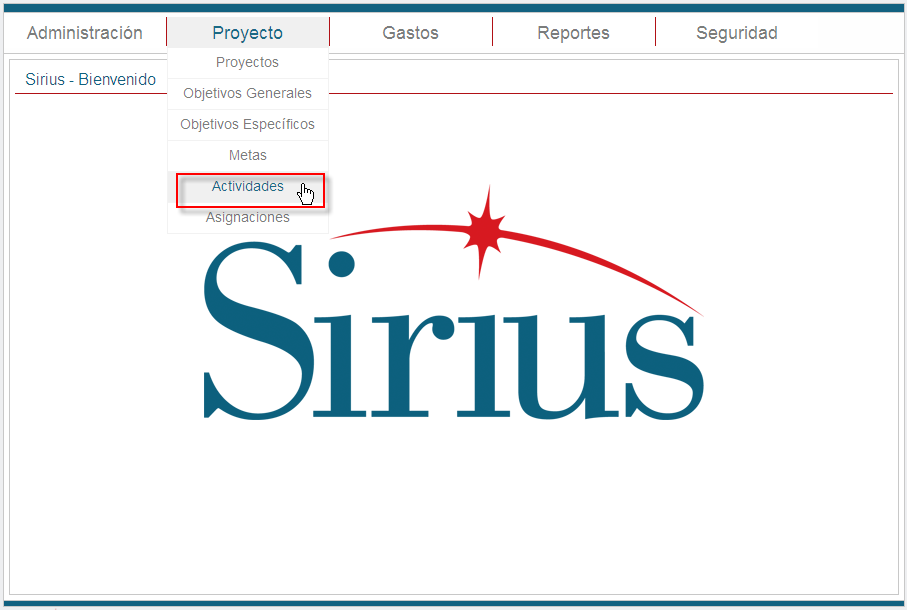 Administración Proyecto Gastos Reportes Seguridad
Proyectos
Sirius - Bienvenido
Objetivos Generales
Objetivos Específicos
Metas
Actividades
Asignaciones
Sirius